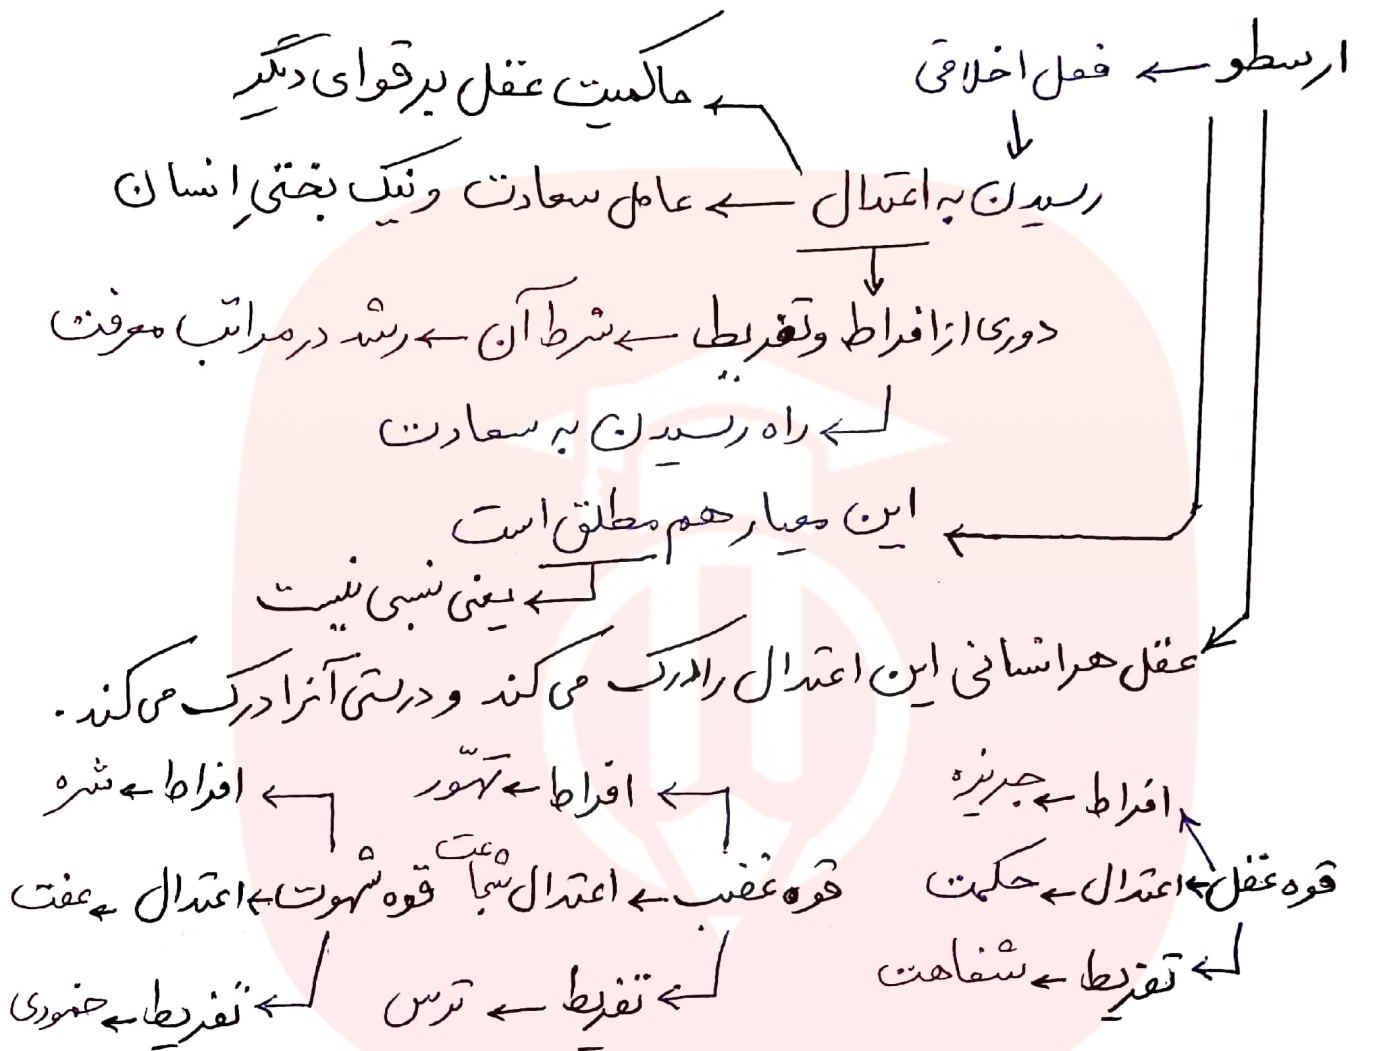 ارسطو ← فعل اخلاقی
حاکمیت عقل بر قوای دیگر
رسیدن به اعتدال ← عامل سعادت و نیک بختیِ انسان
دوری از افراط و تفریط ← شرط آن ← رشد در مراتب معرفت
راه رسیدن به سعادت
این معیار هم مطلق است
یعنی نسبی نیست
عقل هر انسانی این اعتدال را درک می کند و درستی آنرا درک می کند.
افراط ← جربزه
قوه عقل ← اعتدال ← حکمت
تفریط ← شفاهت
افراط ← تهوّر
قوه غضب ← اعتدال شجاعت
تفریط ← ترس
افراط ← شره
قوه شهوت ← اعتدال ← عفت
تفریط ← خمودی